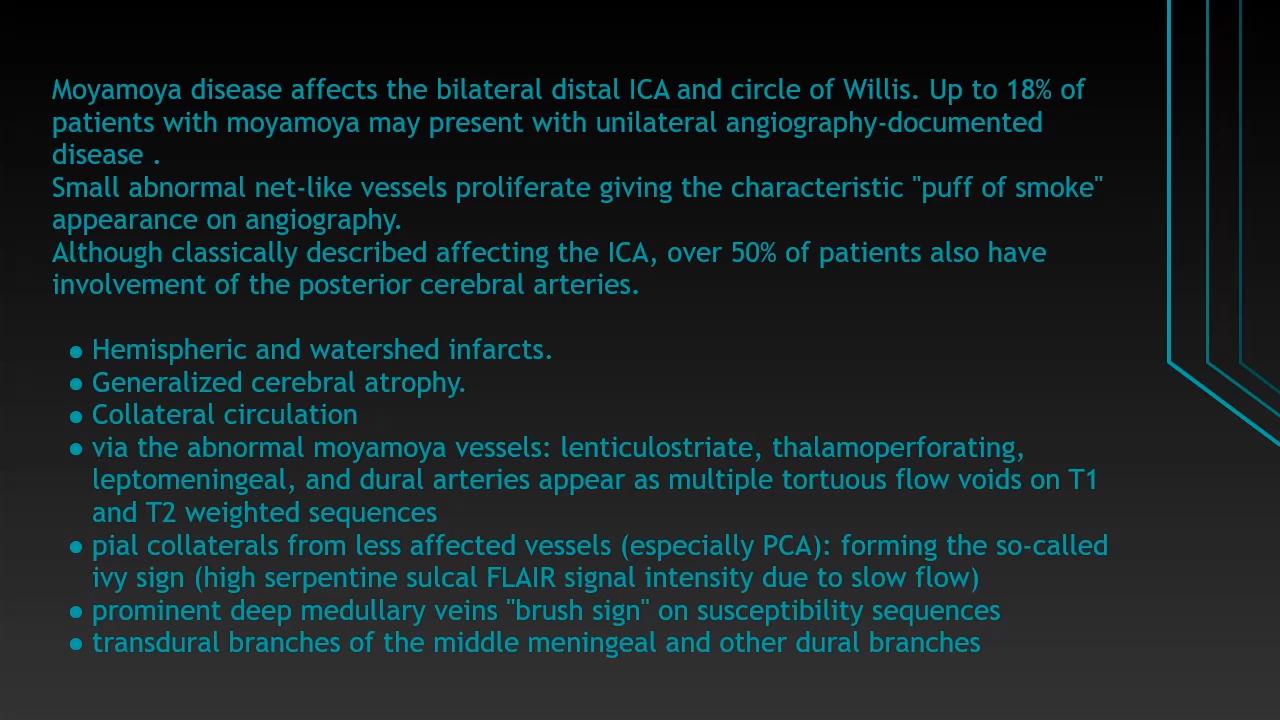 Moyamoya disease affects the bilateral distal ICA and circle of Willis. Up to 18% of
patients with moyamoya may present with unilateral angiography-documented
disease .
Small abnormal net-like vessels proliferate giving the characteristic "puff of smoke"
appearance on angiography.
Although classically described affecting the ICA, over 50% of patients also have
involvement of the posterior cerebral arteries.
● Hemispheric and watershed infarcts.
● Generalized cerebral atrophy.
● Collateral circulation
● via the abnormal moyamoya vessels: lenticulostriate, thalamoperforating,
leptomeningeal, and dural arteries appear as multiple tortuous flow voids on T1
and T2 weighted sequences
● pial collaterals from less affected vessels (especially PCA): forming the so-called
ivy sign (high serpentine sulcal FLAIR signal intensity due to slow flow)
● prominent deep medullary veins "brush sign" on susceptibility sequences
● transdural branches of the middle meningeal and other dural branches